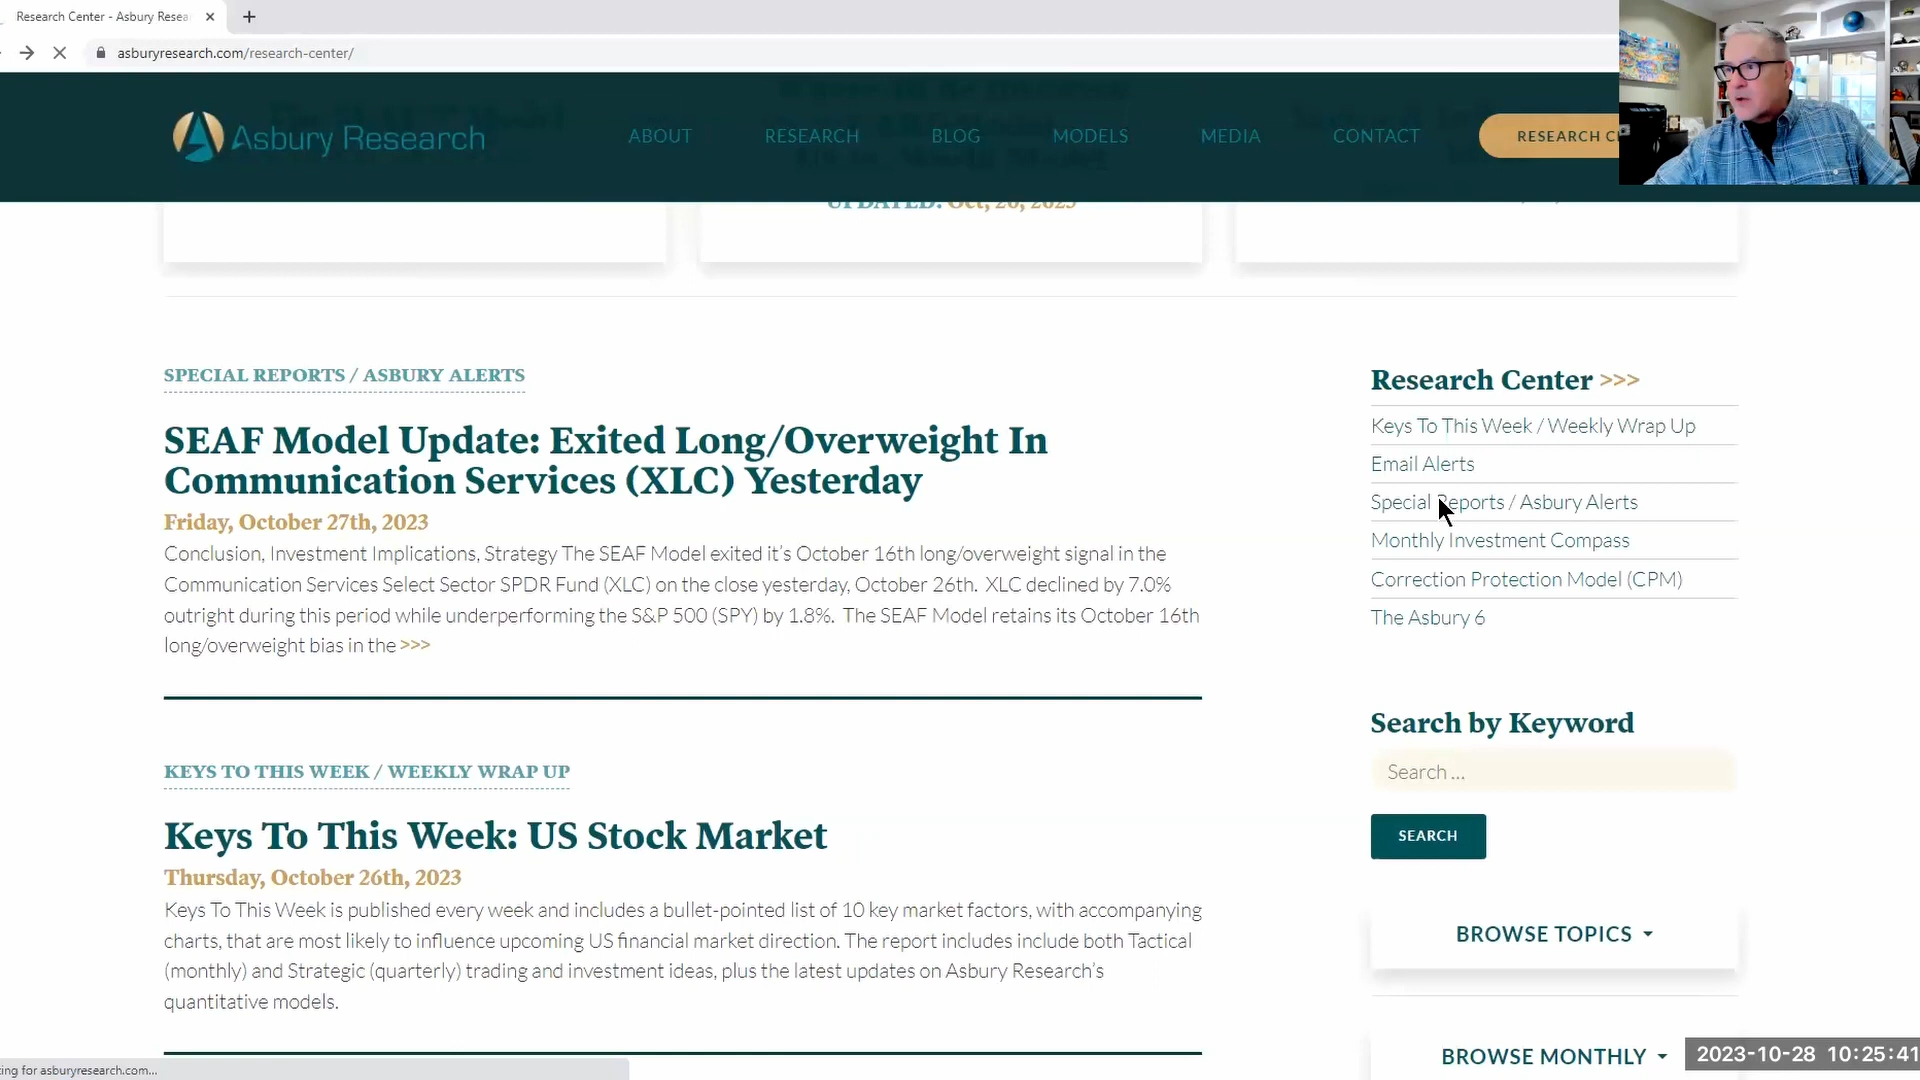 Research Center - Asbury Resea
asburyresearch.com/research-center/
Asbury Research
ABOUT
RESEARCH
BLOG
MODELS
MEDIA
CONTACT
RESEARCH C
UPDATED: Oct, 26, 2023
SPECIAL REPORTS / ASBURY ALERTS
SEAF Model Update: Exited Long/Overweight In
Communication Services (XLC) Yesterday
Friday, October 27th, 2023
Conclusion, Investment Implications, Strategy The SEAF Model exited it's October 16th long/overweight signal in the
Communication Services Select Sector SPDR Fund (XLC) on the close yesterday, October 26th. XLC declined by 7.0%
outright during this period while underperforming the S&P 500 (SPY) by 1.8%. The SEAF Model retains its October 16th
long/overweight bias in the >>>
KEYS TO THIS WEEK / WEEKLY WRAP UP
Keys To This Week: US Stock Market
Thursday, October 26th, 2023
Keys To This Week is published every week and includes a bullet-pointed list of 10 key market factors, with accompanying
charts, that are most likely to influence upcoming US financial market direction. The report includes include both Tactical
(monthly) and Strategic (quarterly) trading and investment ideas, plus the latest updates on Asbury Research's
quantitative models.
Research Center >>>
Keys To This Week / Weekly Wrap Up
Email Alerts
Special Reports / Asbury Alerts
Monthly Investment Compass
Correction Protection Model (CPM)
The Asbury 6
Search by Keyword
Search ...
SEARCH
BROWSE TOPICS
BROWSE MONTHLY
2023-10-28 10:25:41
ting for asburyresearch.com...